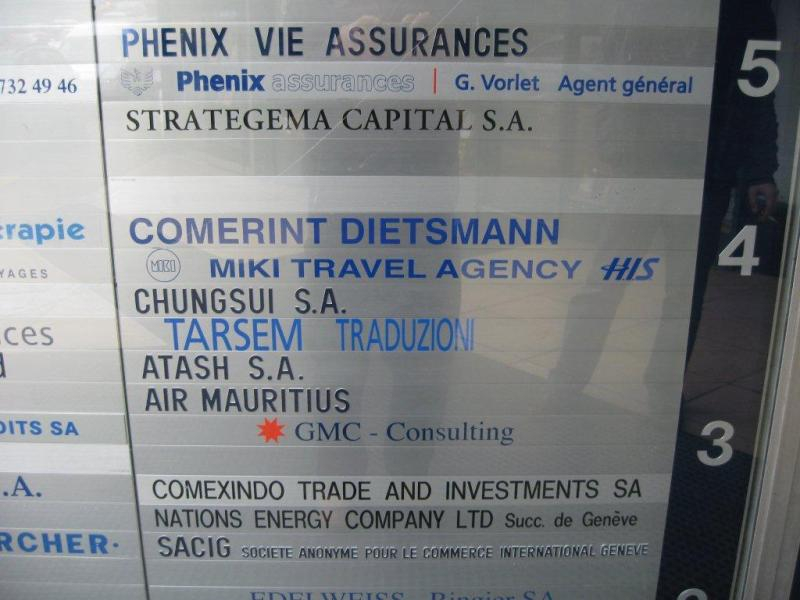 PHENIX VIE ASSURANCES
Phenix assurances | G. Vorlet Agent général
5
STRATEGEMA CAPITAL S.A.
COMERINT DIETSMANN
4
MIKI MIKI TRAVEL AGENCY HIS
CHUNGSUI S.A.
TARSEM TRADUZIONI
ATASH S.A.
AIR MAURITIUS
GMC - Consulting
3
COMEXINDO TRADE AND INVESTMENTS SA
NATIONS ENERGY COMPANY LTD Succ. de Genève
SACIG SOCIETE ANONYME POUR LE COMMERCE INTERNATIONAL GENEVE
EDELWEISS - Ringier SA
732 49 46
rapie
YAGES
ces
d
DITS SA
.A.
RCHER